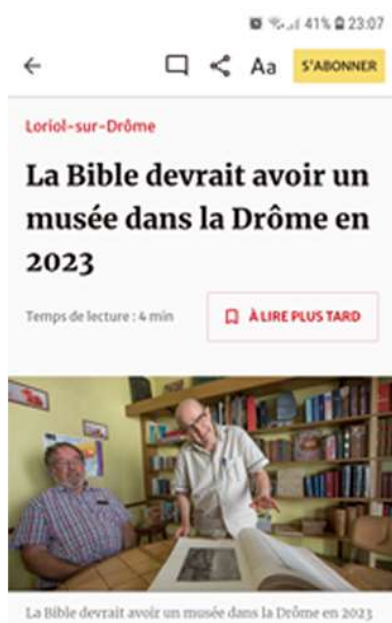 41% 23:07
Aa S'ABONNER
Loriol-sur-Drôme
La Bible devrait avoir un
musée dans la Drôme en
2023
Temps de lecture : 4 min
À LIRE PLUS TARD
La Bible devrait avoir un musée dans la Drôme en 2023